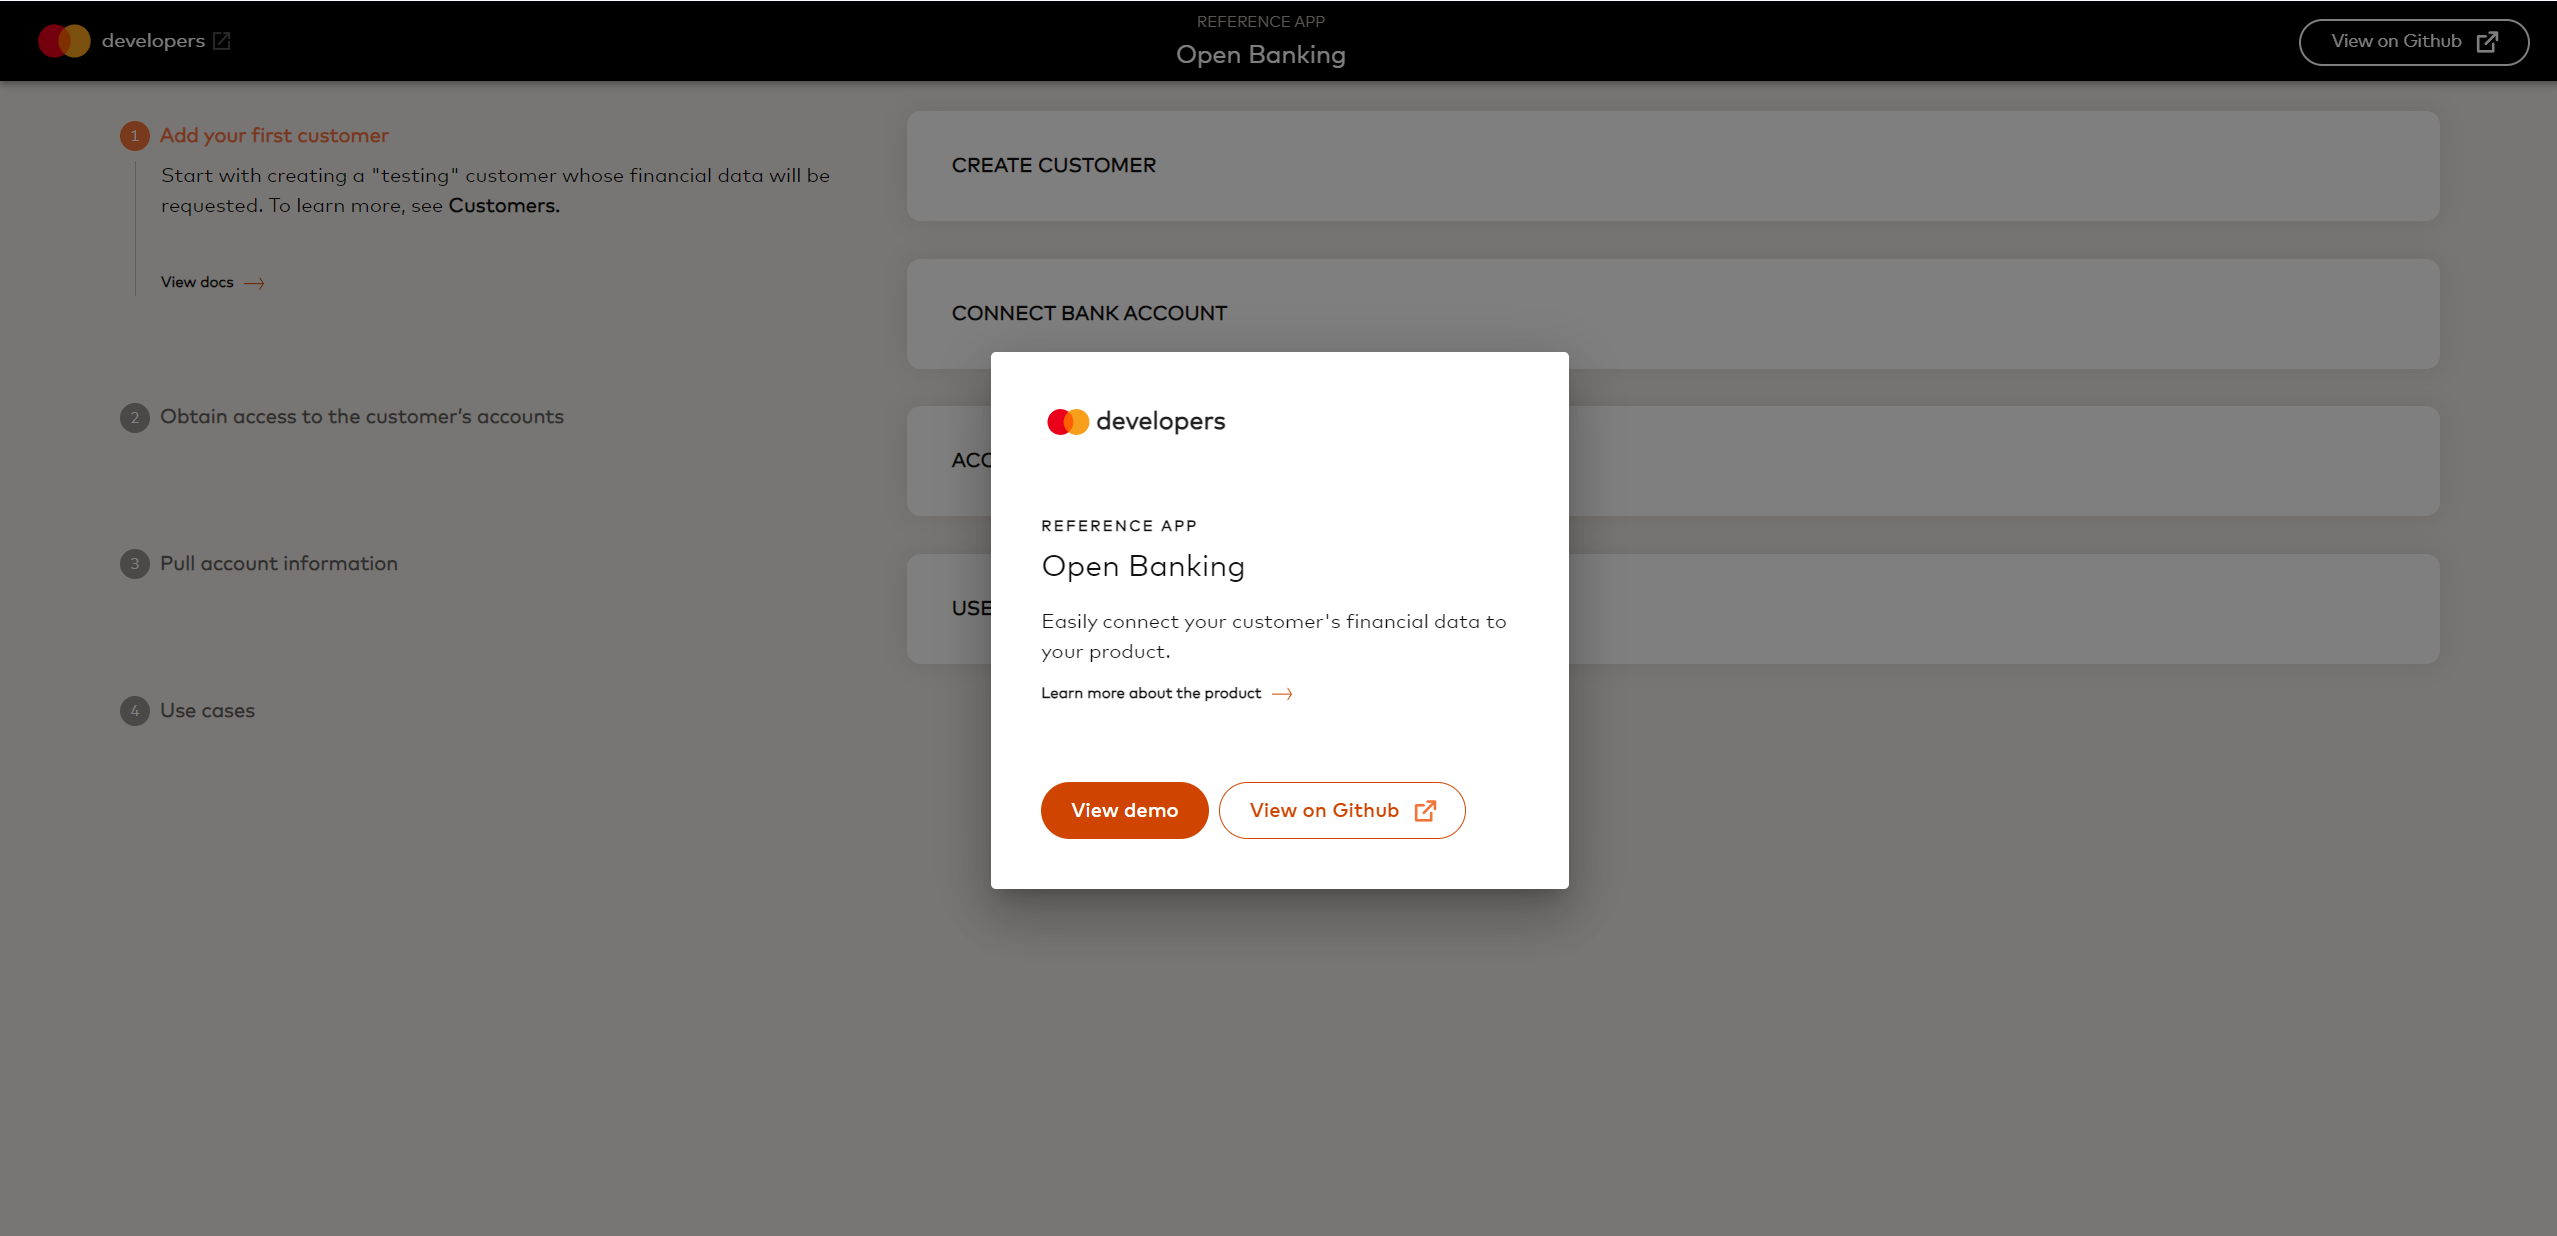 developers
REFERENCE APP
Open Banking
View on Github
1 Add your first customer
Start with creating a "testing" customer whose financial data will be
requested. To learn more, see Customers.
View docs
2 Obtain access to the customer's accounts
3 Pull account information
4 Use cases
CREATE CUSTOMER
CONNECT BANK ACCOUNT
ACC
USE
developers
REFERENCE APP
Open Banking
Easily connect your customer's financial data to
your product.
Learn more about the product
View demo
View on Github